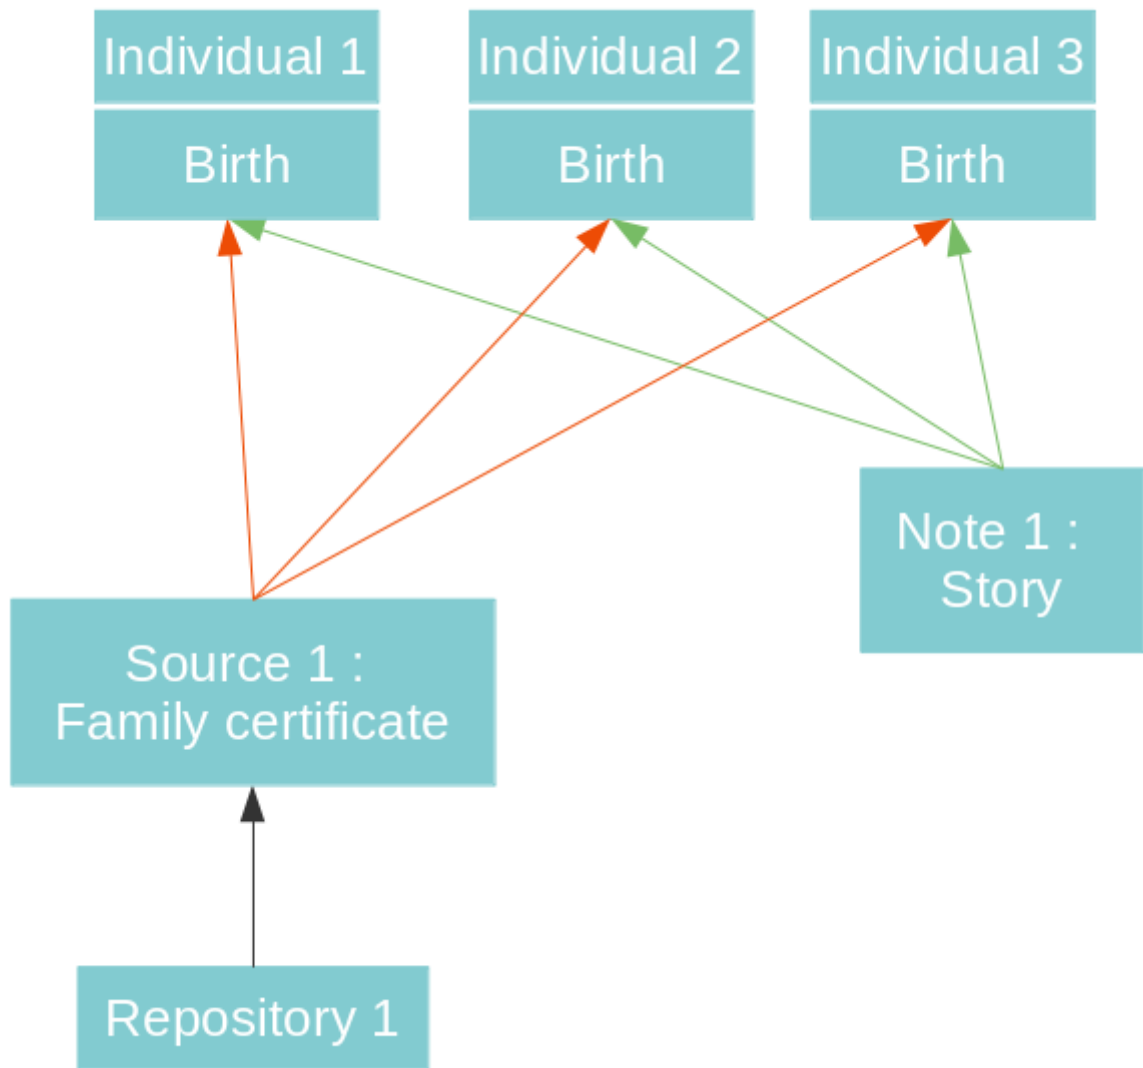 Individual 1
Individual 2
Individual 3
Birth
Birth
Birth
Note 1 :
Story
Source 1 :
Family certificate
Repository 1